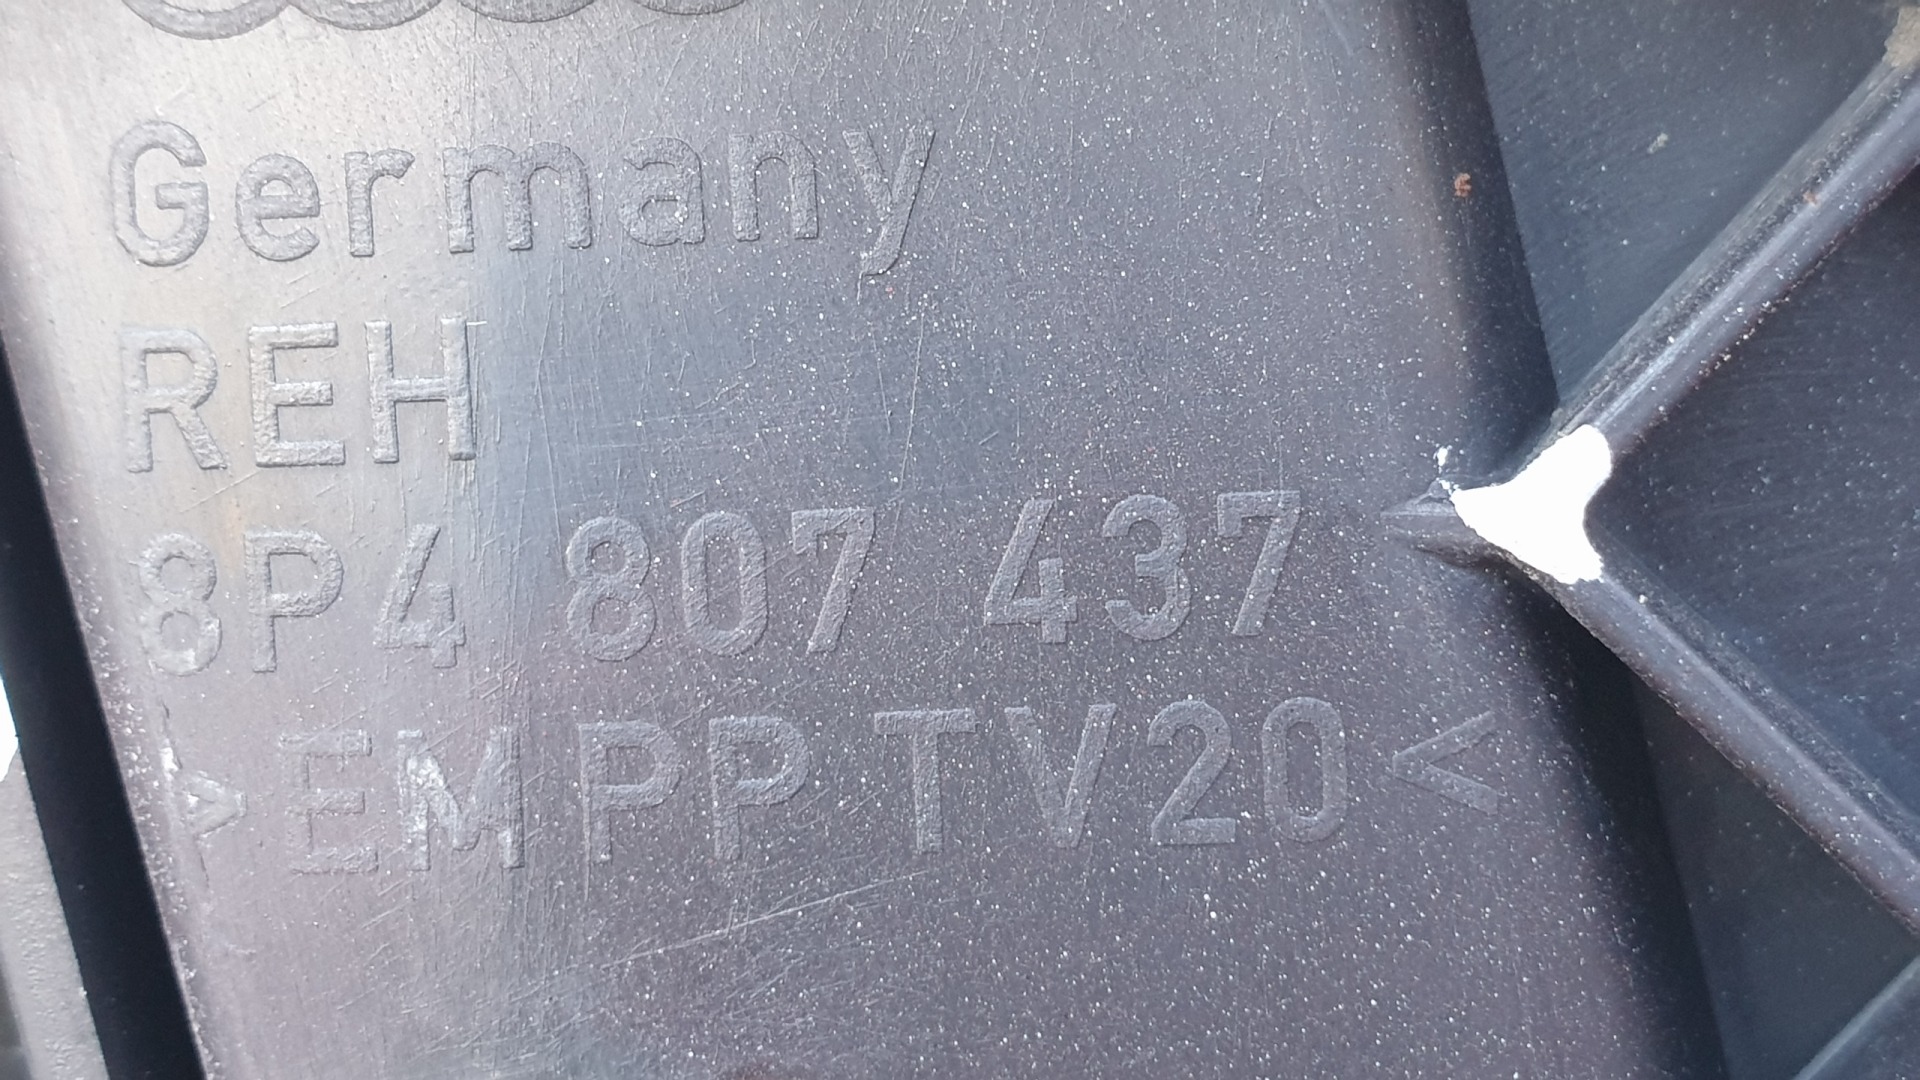 Germany
REH
8P4 807 437
>EMPPTV20<